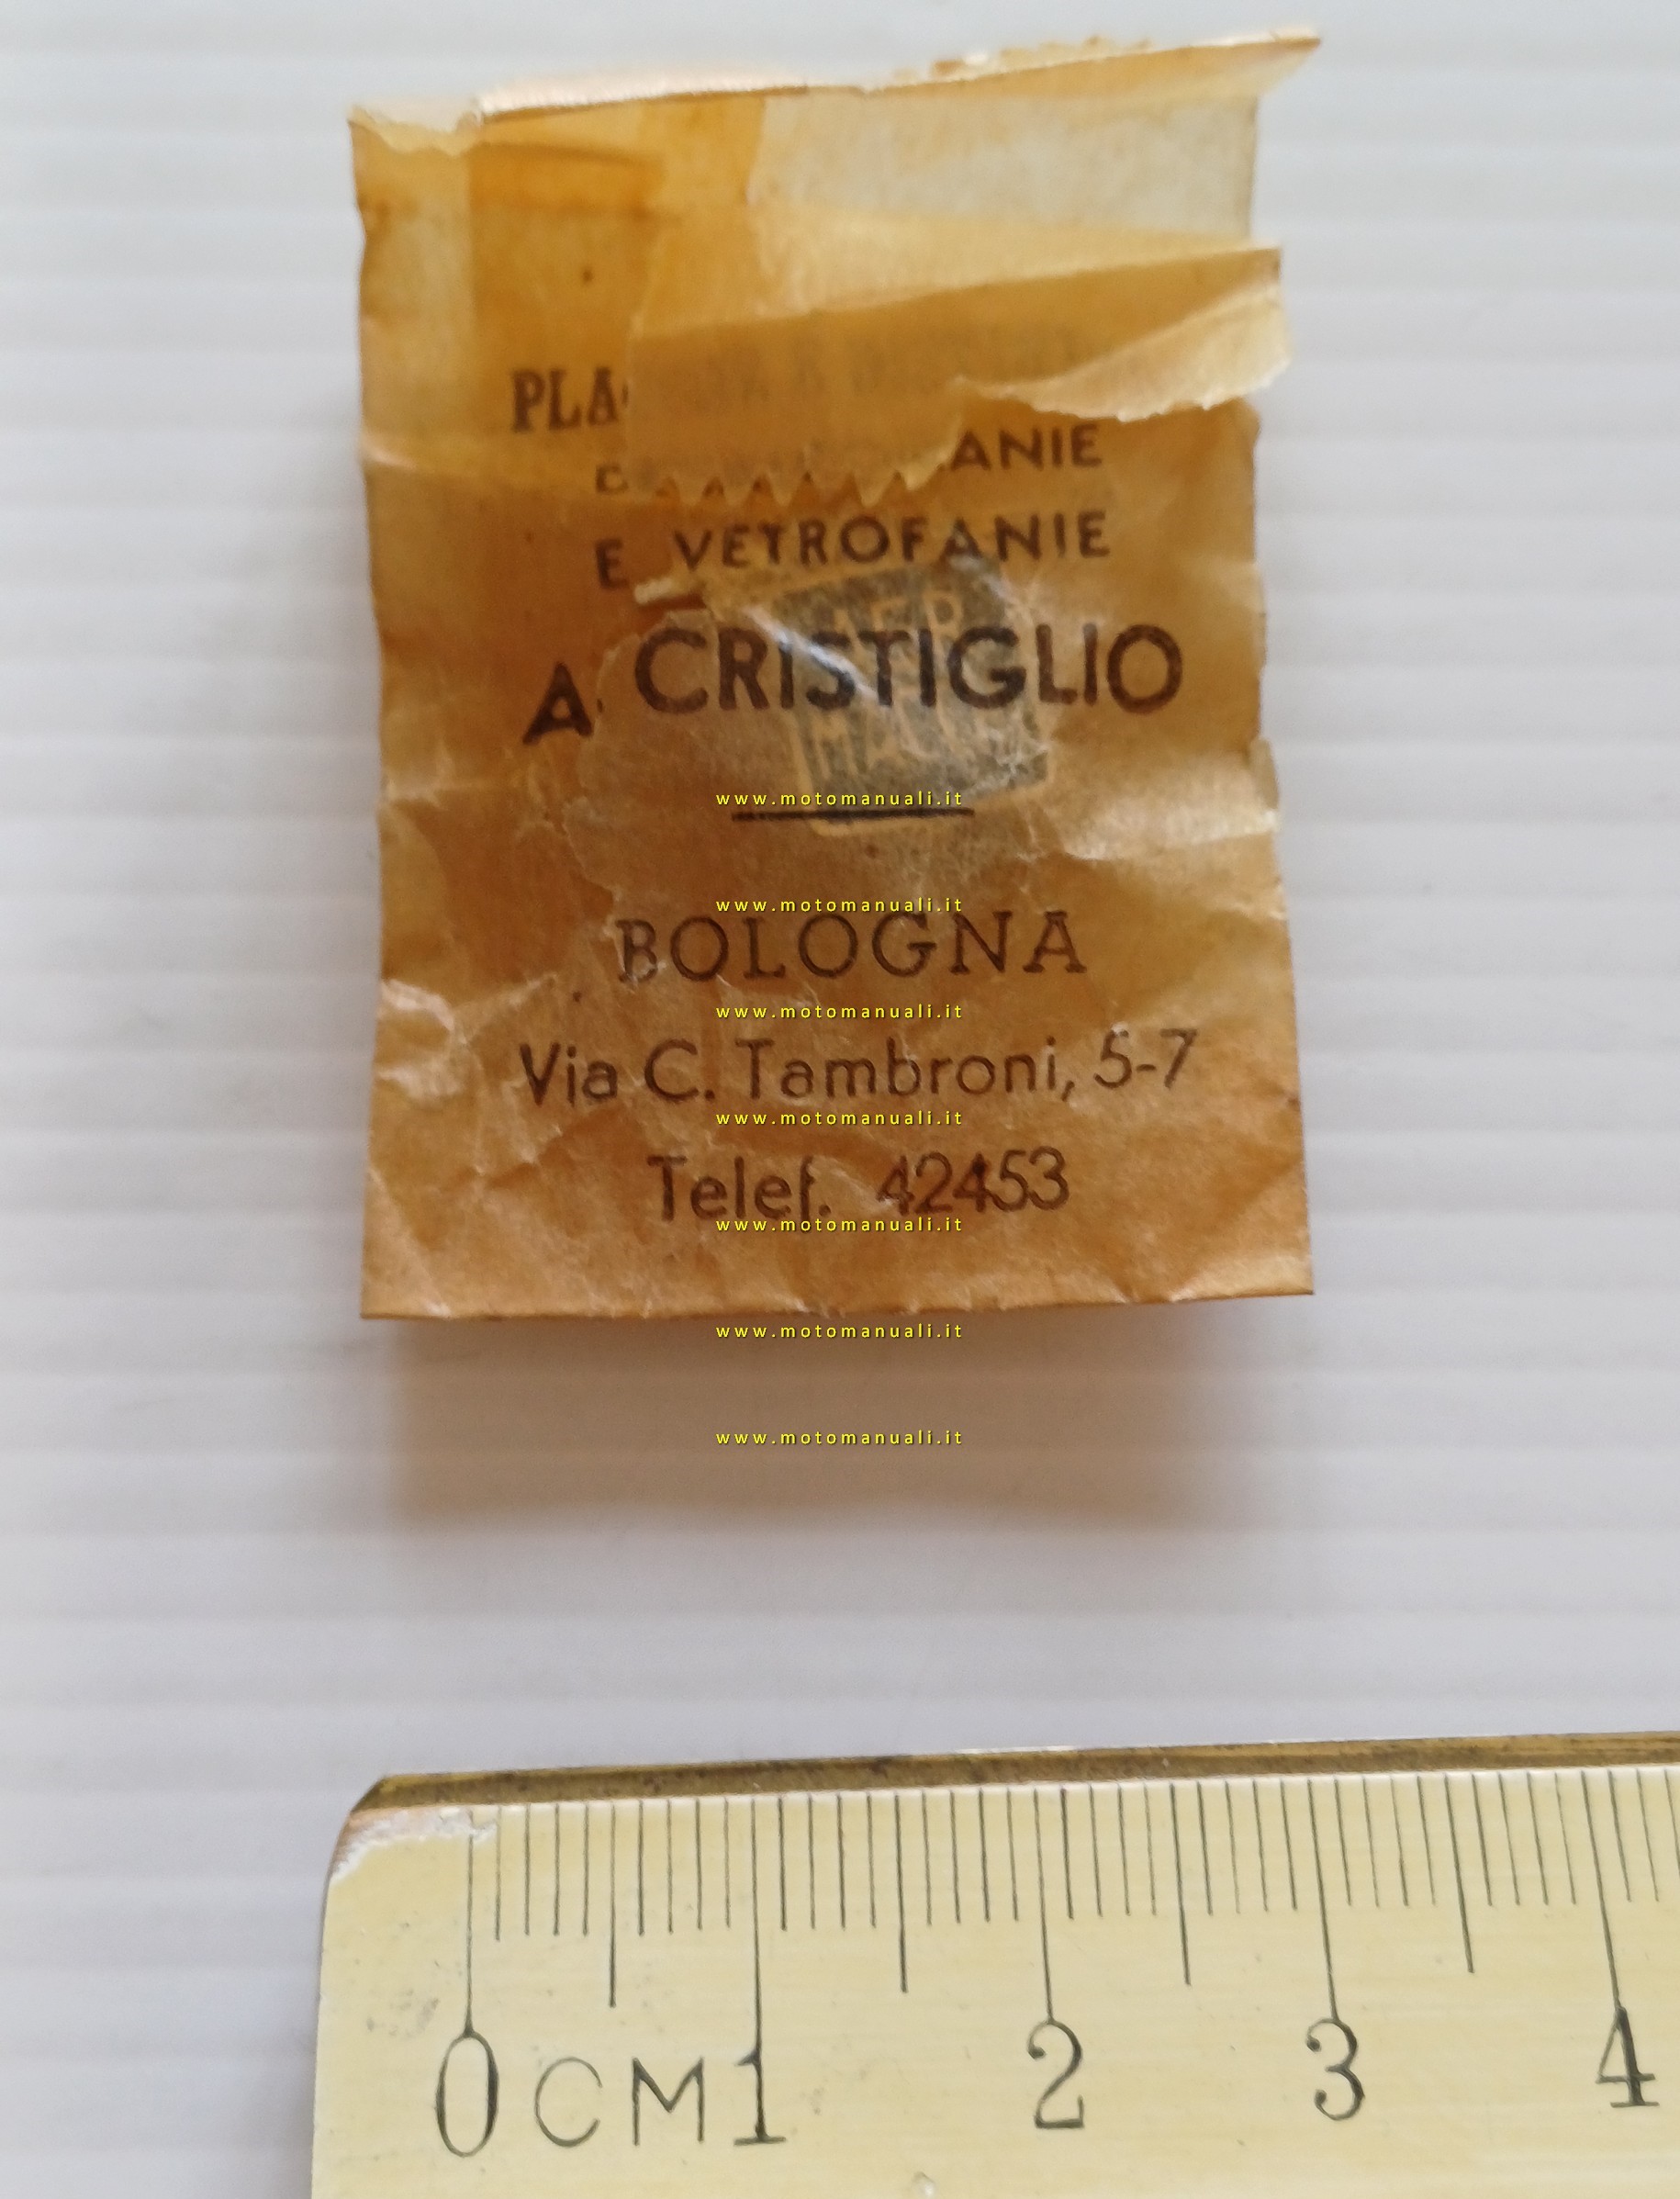 PLA
ANIE
E VETROFANIE
A. CRISTIGLIO
AER
MAC
www.motomanuali.it
www.motomanuali.it
BOLOGNA
www.motomanuali.it
Via C. Tambroni, 5-7
www.motomanuali.it
Telef. 42453
www.motomanuali.it
www.motomanuali.it
www.motomanuali.it
0 CM 1 2 3 4